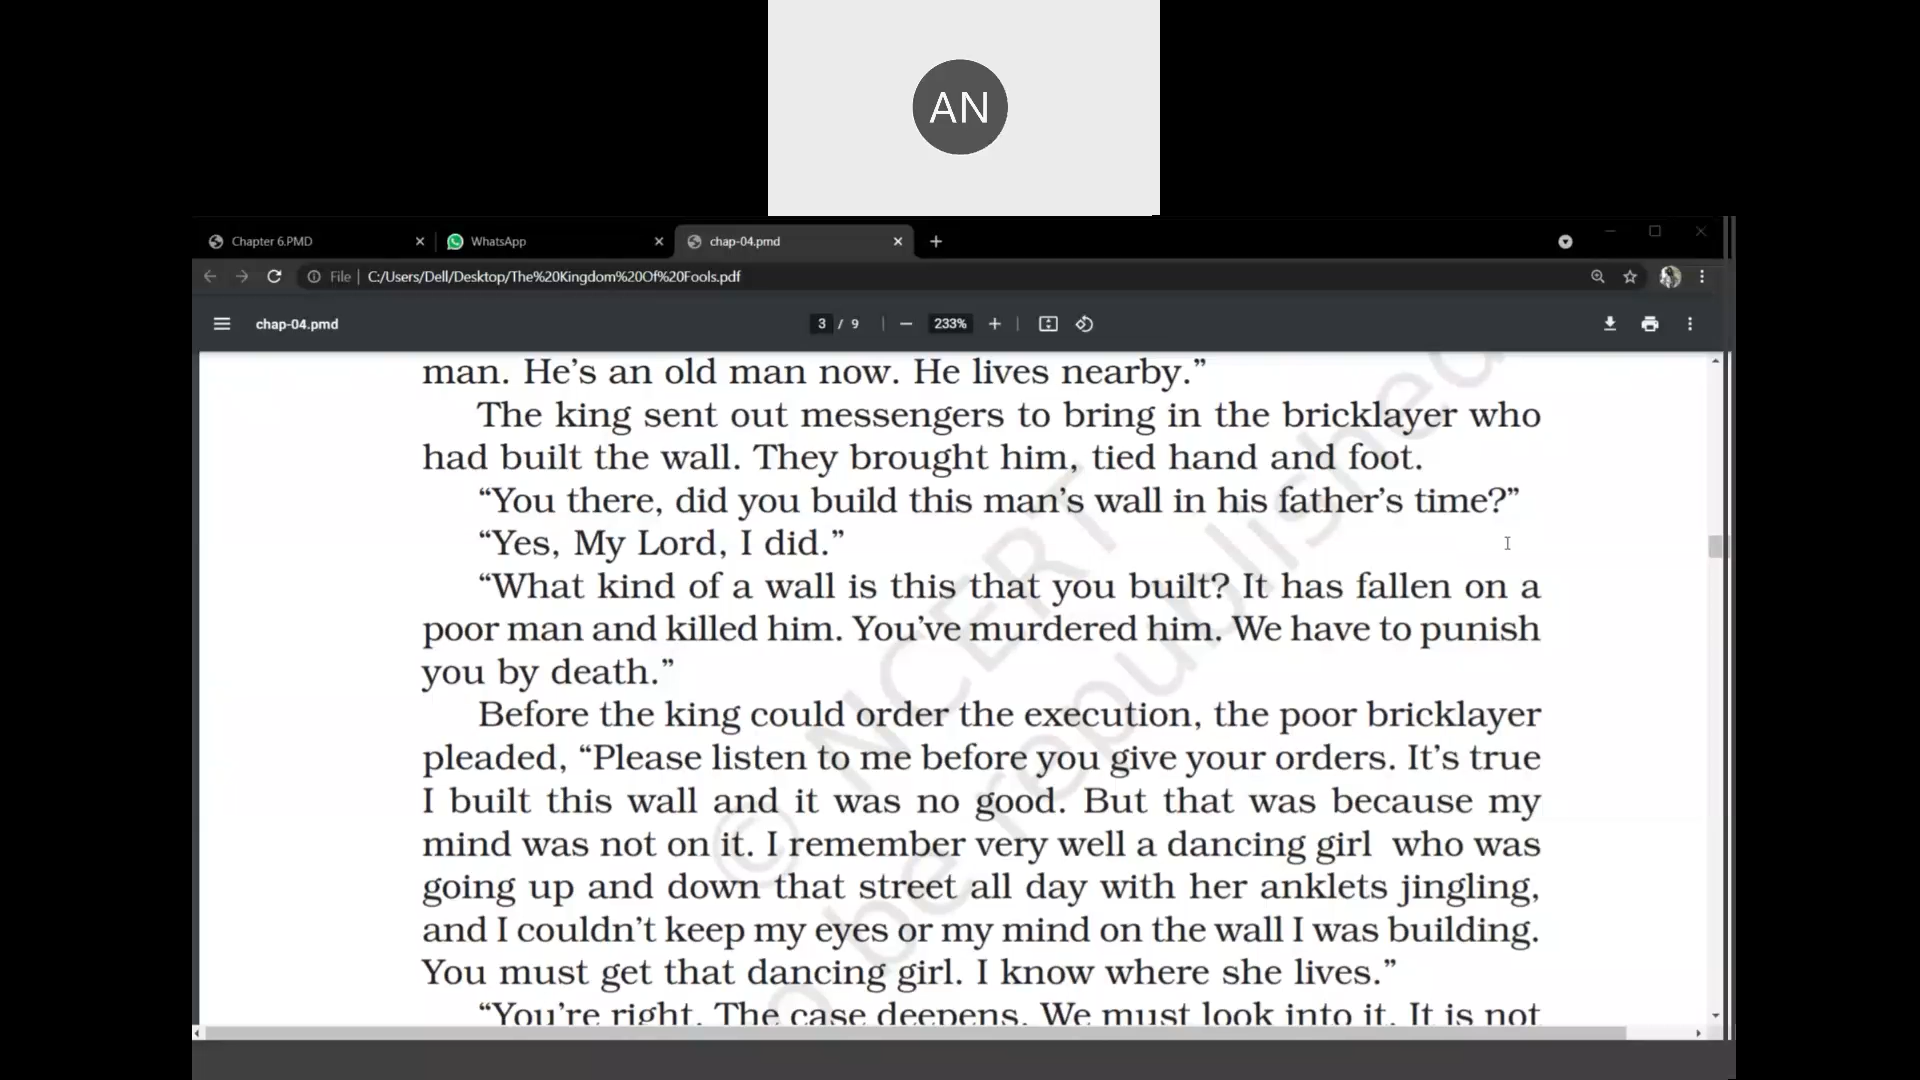 AN
Chapter 6.PMD
WhatsApp
chap-04.pmd
File
C:/Users/Dell/Desktop/The%20Kingdom%20Of%20Fools.pdf
chap-04.pmd
3 / 9
233%
man. He’s an old man now. He lives nearby.”
The king sent out messengers to bring in the bricklayer who
had built the wall. They brought him, tied hand and foot.
“You there, did you build this man’s wall in his father’s time?”
“Yes, My Lord, I did.”
“What kind of a wall is this that you built? It has fallen on a
poor man and killed him. You’ve murdered him. We have to punish
you by death.”
Before the king could order the execution, the poor bricklayer
pleaded, “Please listen to me before you give your orders. It’s true
I built this wall and it was no good. But that was because my
mind was not on it. I remember very well a dancing girl who was
going up and down that street all day with her anklets jingling,
and I couldn’t keep my eyes or my mind on the wall I was building.
You must get that dancing girl. I know where she lives.”
“You’re right. The case deepens. We must look into it. It is not
© NCERT
be republished